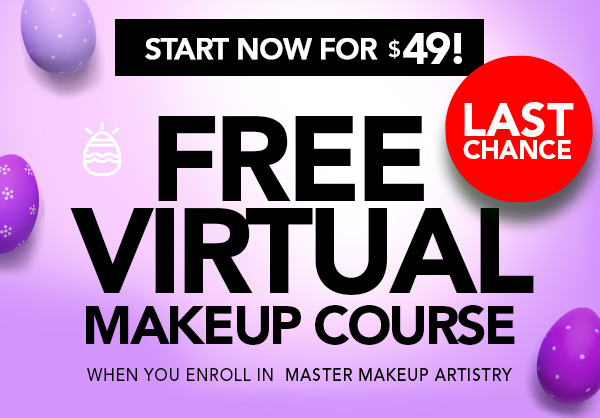 START NOW FOR $49!
LAST
CHANCE
FREE
VIRTUAL
MAKEUP COURSE
WHEN YOU ENROLL IN MASTER MAKEUP ARTISTRY